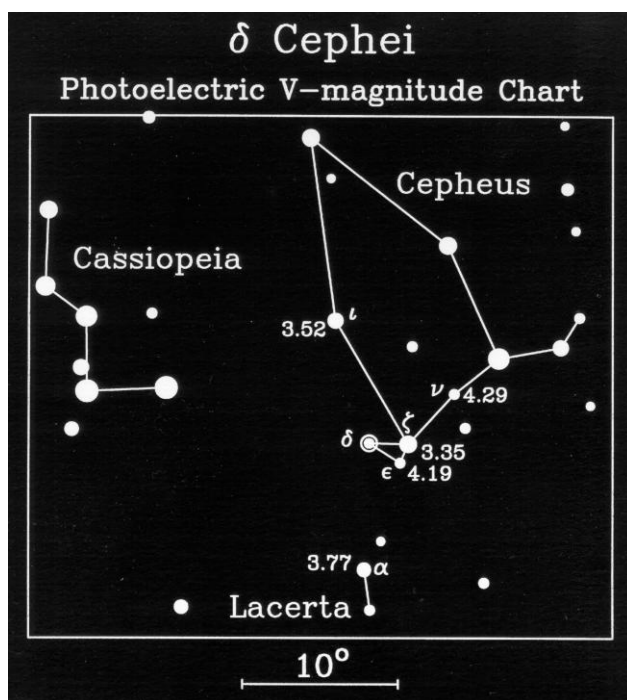 δ Cephei
Photoelectric V-magnitude Chart
Cepheus
Cassiopeia
ι
3.52
ν 4.29
ζ
δ
3.35
ε 4.19
3.77 α
Lacerta
10°